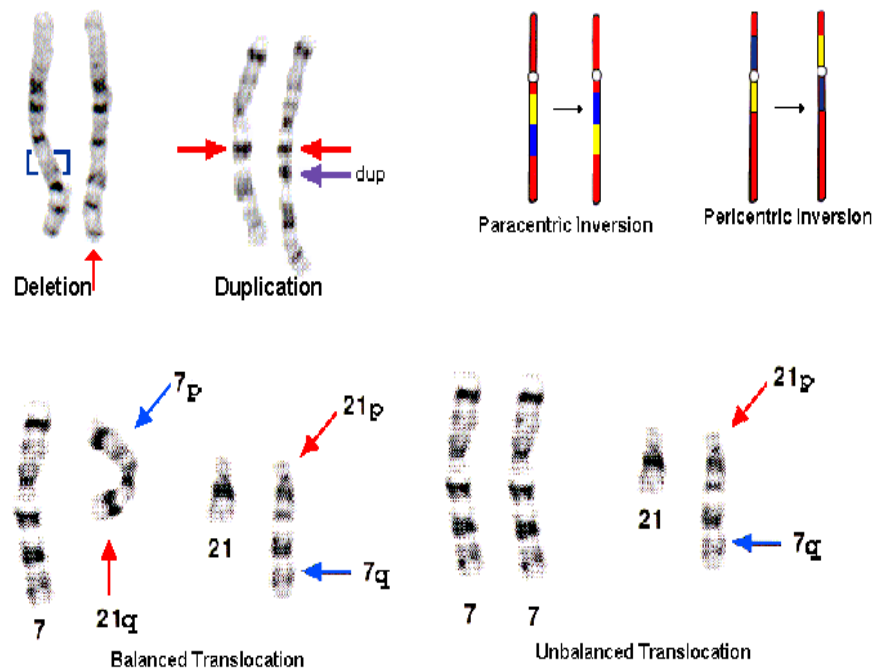 dup
Deletion
Duplication
Paracentric Inversion
Pericentric Inversion
7p
21p
7q
21
7
21q
Balanced Translocation
21p
7q
21
7 7
Unbalanced Translocation